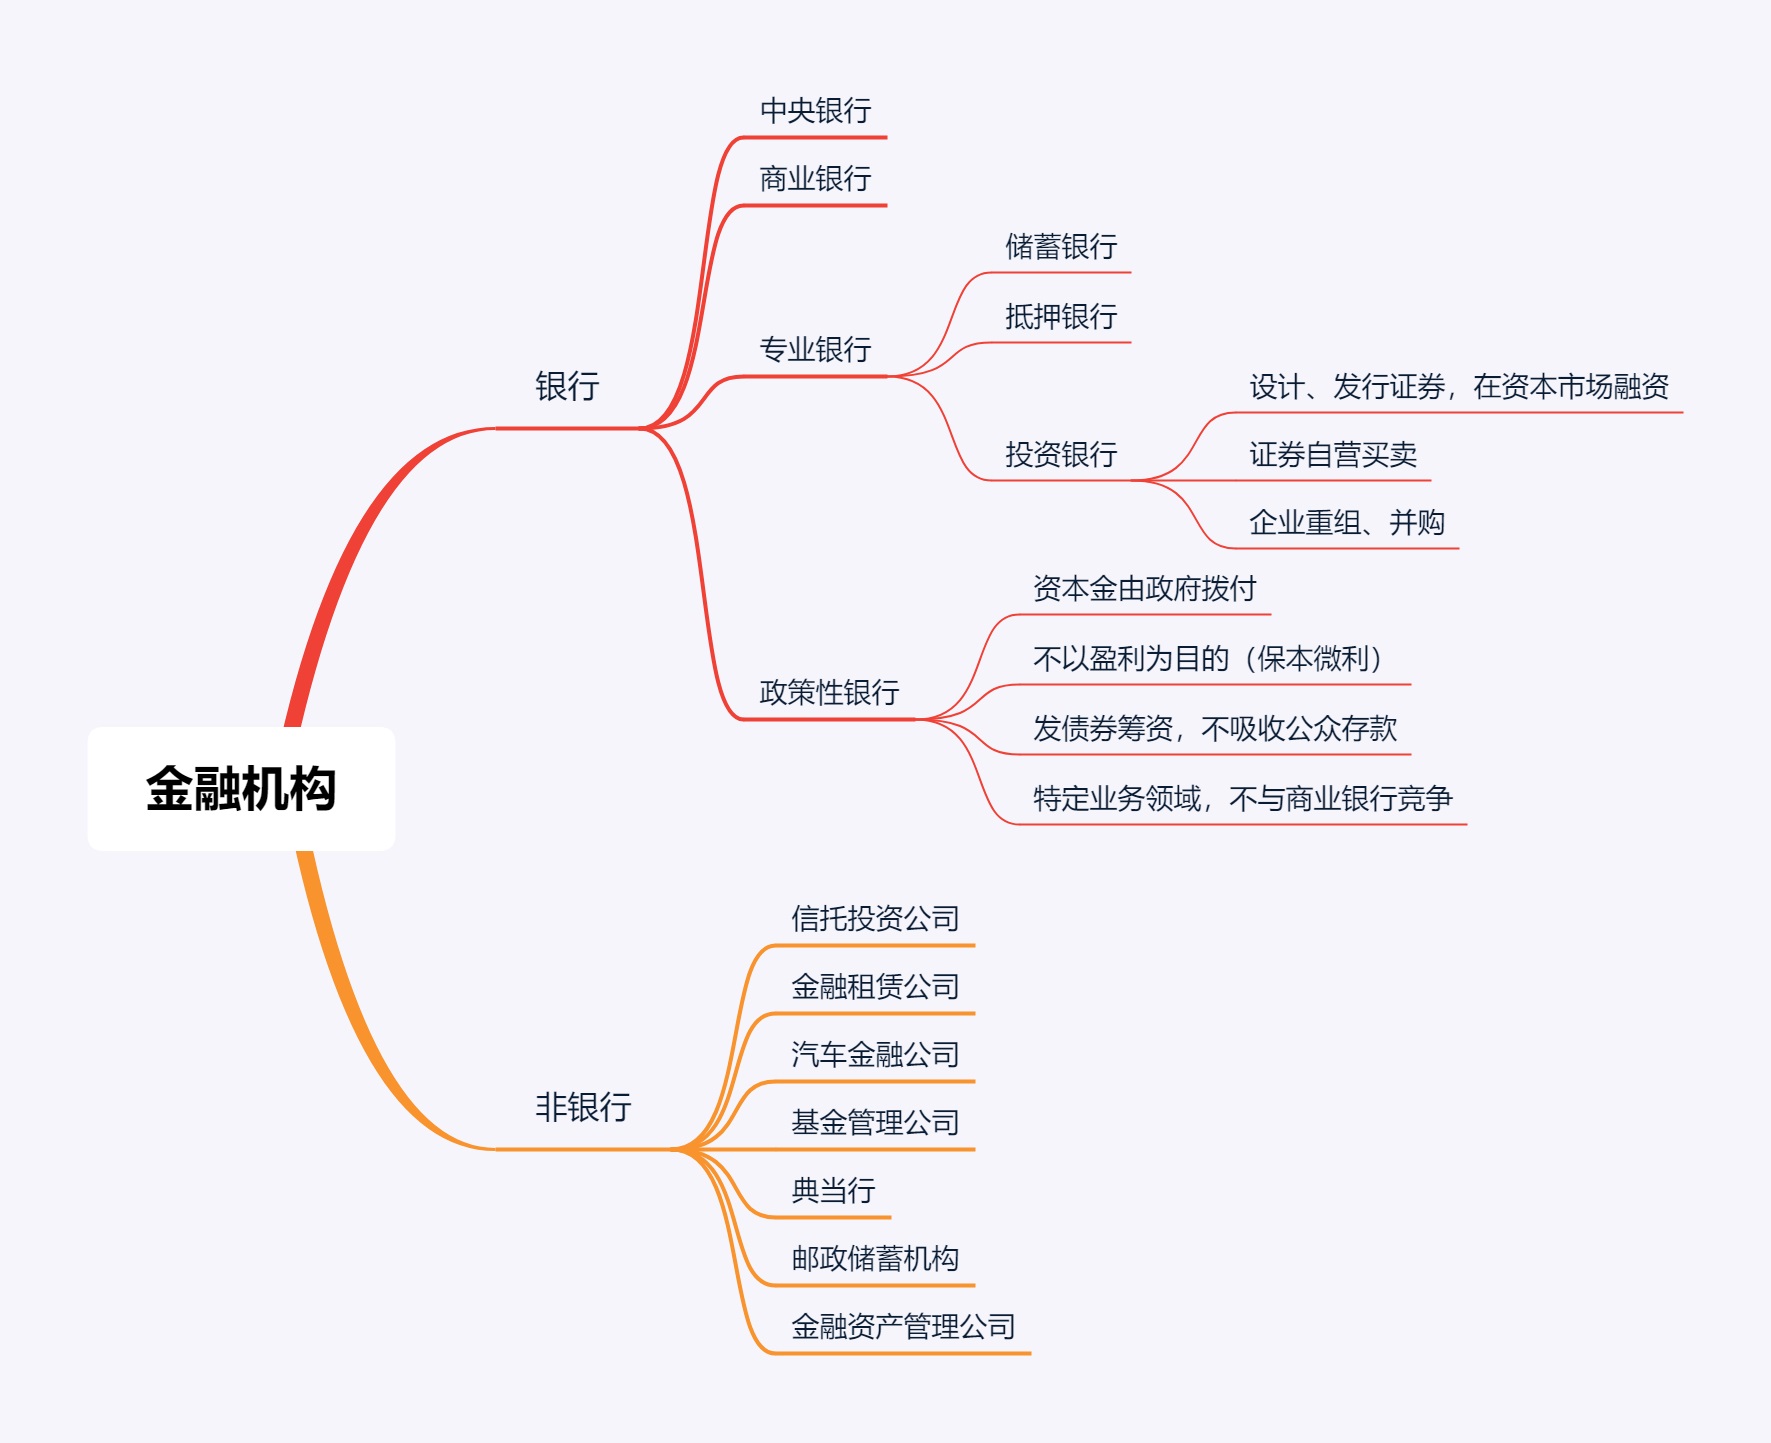 中央银行
商业银行
储蓄银行
抵押银行
专业银行
银行
设计、发行证券，在资本市场融资
投资银行
证券自营买卖
企业重组、并购
资本金由政府拨付
不以盈利为目的（保本微利）
政策性银行
发债券筹资，不吸收公众存款
金融机构
特定业务领域，不与商业银行竞争
信托投资公司
金融租赁公司
汽车金融公司
非银行
基金管理公司
典当行
邮政储蓄机构
金融资产管理公司